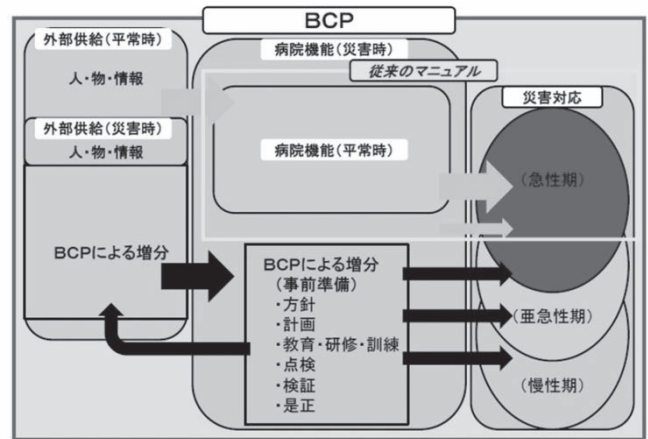 BCP
外部供給(平常時)
人・物・情報
外部供給(災害時)
人・物・情報
BCPによる増分
病院機能(災害時)
従来のマニュアル
病院機能(平常時)
BCPによる増分
(事前準備)
・方針
・計画
・教育・研修・訓練
・点検
・検証
・是正
災害対応
(急性期)
(亜急性期)
(慢性期)